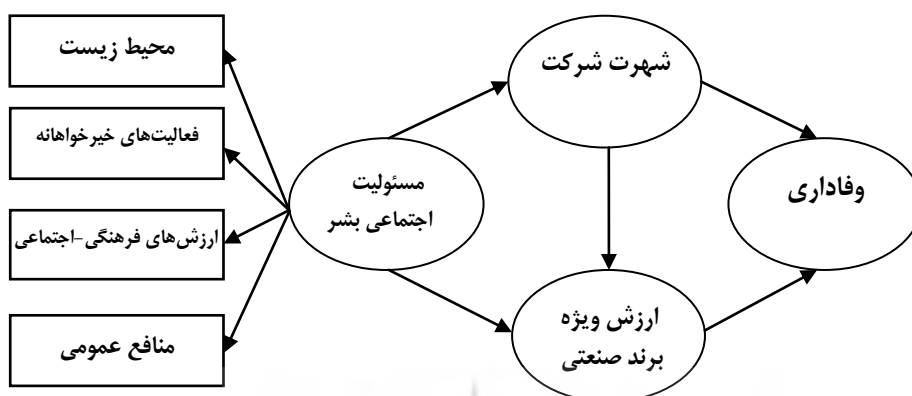 محیط زیست
شهرت شرکت
فعالیت‌های خیرخواهانه
مسئولیت
اجتماعی بشر
وفاداری
ارزش‌های فرهنگی-اجتماعی
ارزش ویژه
برند صنعتی
منافع عمومی